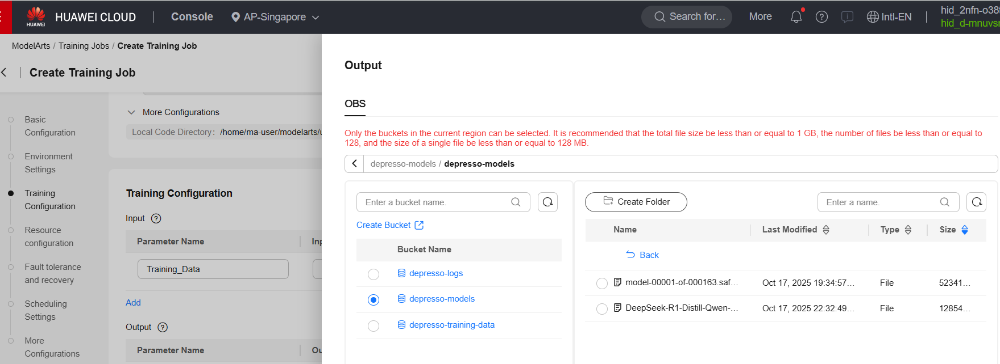 HUAWEI
HUAWEI CLOUD
Console
AP-Singapore
Search for...
More
Intl-EN
hid_2nfn-o38
hid_d-mnuvs
ModelArts / Training Jobs / Create Training Job
Create Training Job
Basic
Configuration
Environment
Settings
Training
Configuration
Resource
configuration
Fault tolerance
and recovery
Scheduling
Settings
More
Configurations
More Configurations
Local Code Directory: /home/ma-user/modelarts/
Training Configuration
Input ?
Parameter Name
Training_Data
Add
Output ?
Parameter Name
Output
OBS
Only the buckets in the current region can be selected. It is recommended that the total file size be less than or equal to 1 GB, the number of files be less than or equal to
128, and the size of a single file be less than or equal to 128 MB.
depresso-models / depresso-models
Enter a bucket name.
Create Bucket
Bucket Name
depresso-logs
depresso-models
depresso-training-data
Create Folder
Enter a name.
Name Last Modified Type Size
Back
model-00001-of-000163.saf... Oct 17, 2025 19:34:57... File 52341...
DeepSeek-R1-Distill-Qwen-... Oct 17, 2025 22:32:49... File 12854...